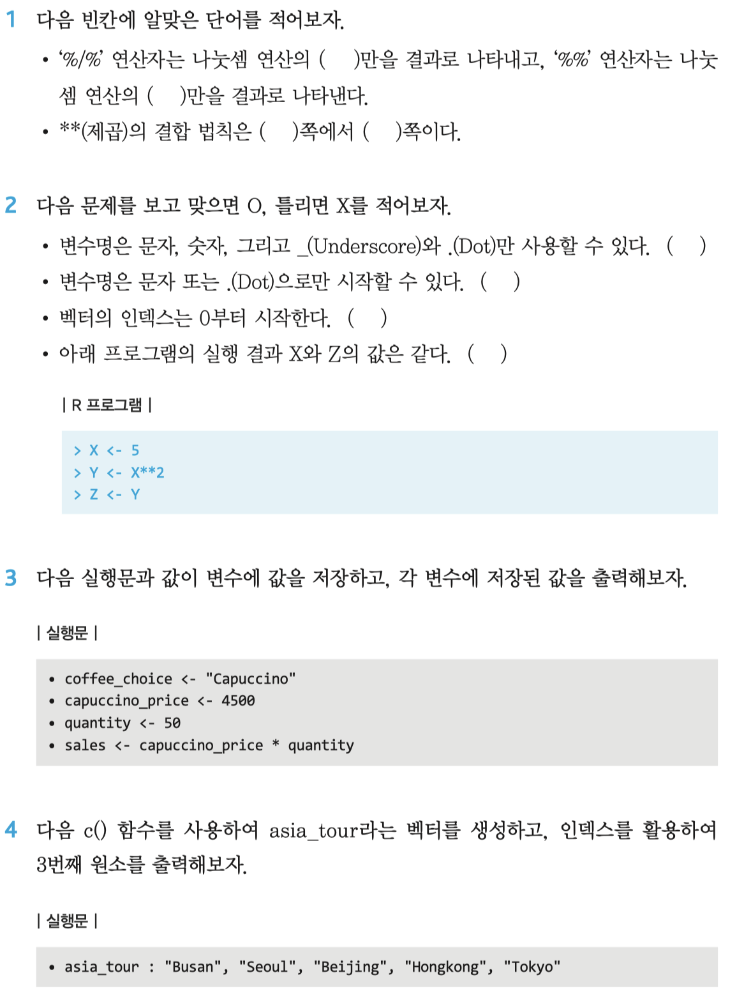 1 다음 빈칸에 알맞은 단어를 적어보자.
• ‘%/%’ 연산자는 나눗셈 연산의 (    )만을 결과로 나타내고, ‘%%’ 연산자는 나눗
셈 연산의 (    )만을 결과로 나타낸다.
• **(제곱)의 결합 법칙은 (    )쪽에서 (    )쪽이다.
2 다음 문제를 보고 맞으면 O, 틀리면 X를 적어보자.
• 변수명은 문자, 숫자, 그리고 _(Underscore)와 .(Dot)만 사용할 수 있다. (    )
• 변수명은 문자 또는 .(Dot)으로만 시작할 수 있다. (    )
• 벡터의 인덱스는 0부터 시작한다. (    )
• 아래 프로그램의 실행 결과 X와 Z의 값은 같다. (    )
| R 프로그램 |
> X <- 5
> Y <- X**2
> Z <- Y
3 다음 실행문과 값이 변수에 값을 저장하고, 각 변수에 저장된 값을 출력해보자.
| 실행문 |
• coffee_choice <- "Capuccino"
• capuccino_price <- 4500
• quantity <- 50
• sales <- capuccino_price * quantity
4 다음 c() 함수를 사용하여 asia_tour라는 벡터를 생성하고, 인덱스를 활용하여
3번째 원소를 출력해보자.
| 실행문 |
• asia_tour : "Busan", "Seoul", "Beijing", "Hongkong", "Tokyo"